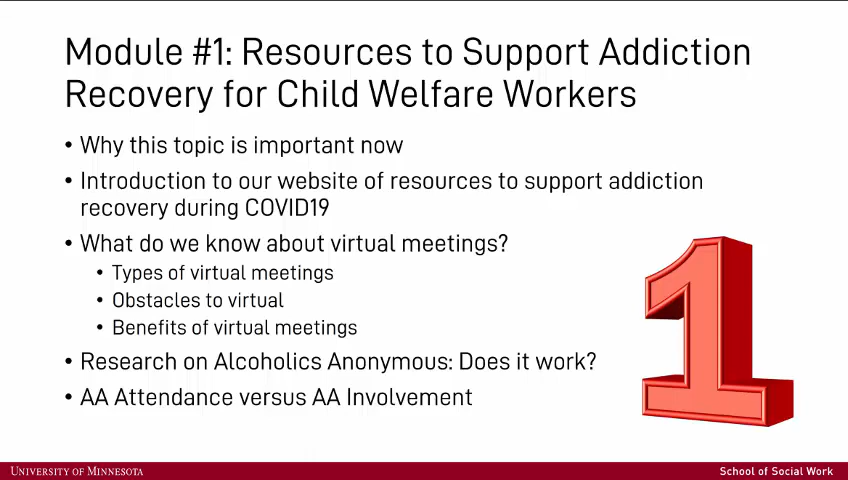 Module #1: Resources to Support Addiction
Recovery for Child Welfare Workers
• Why this topic is important now
• Introduction to our website of resources to support addiction
recovery during COVID19
• What do we know about virtual meetings?
• Types of virtual meetings
• Obstacles to virtual
• Benefits of virtual meetings
• Research on Alcoholics Anonymous: Does it work?
• AA Attendance versus AA Involvement
1
University of Minnesota
School of Social Work